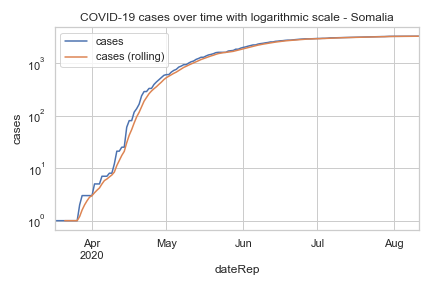 COVID-19 cases over time with logarithmic scale - Somalia
cases
cases (rolling)
10³
10²
10¹
10⁰
cases
Apr
2020
May
Jun
Jul
Aug
dateRep